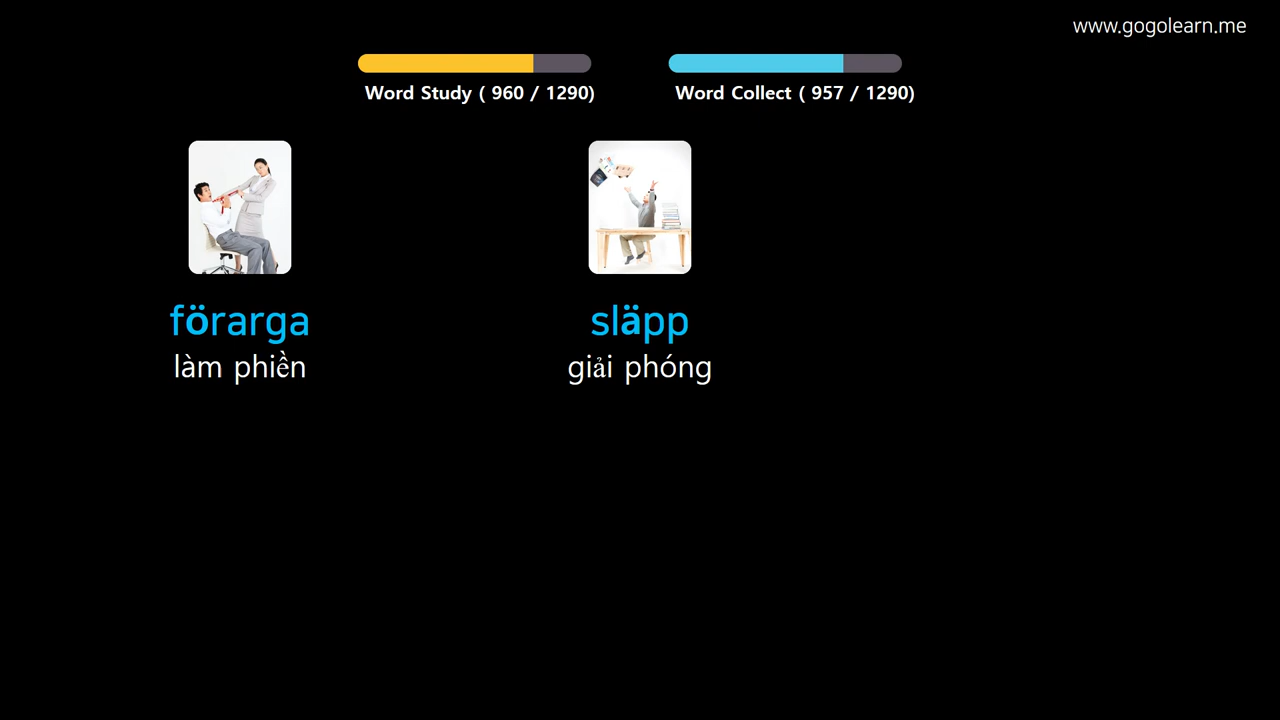 www.gogolearn.me
Word Study ( 960 / 1290)
Word Collect ( 957 / 1290)
förarga
släpp
làm phiền
giải phóng